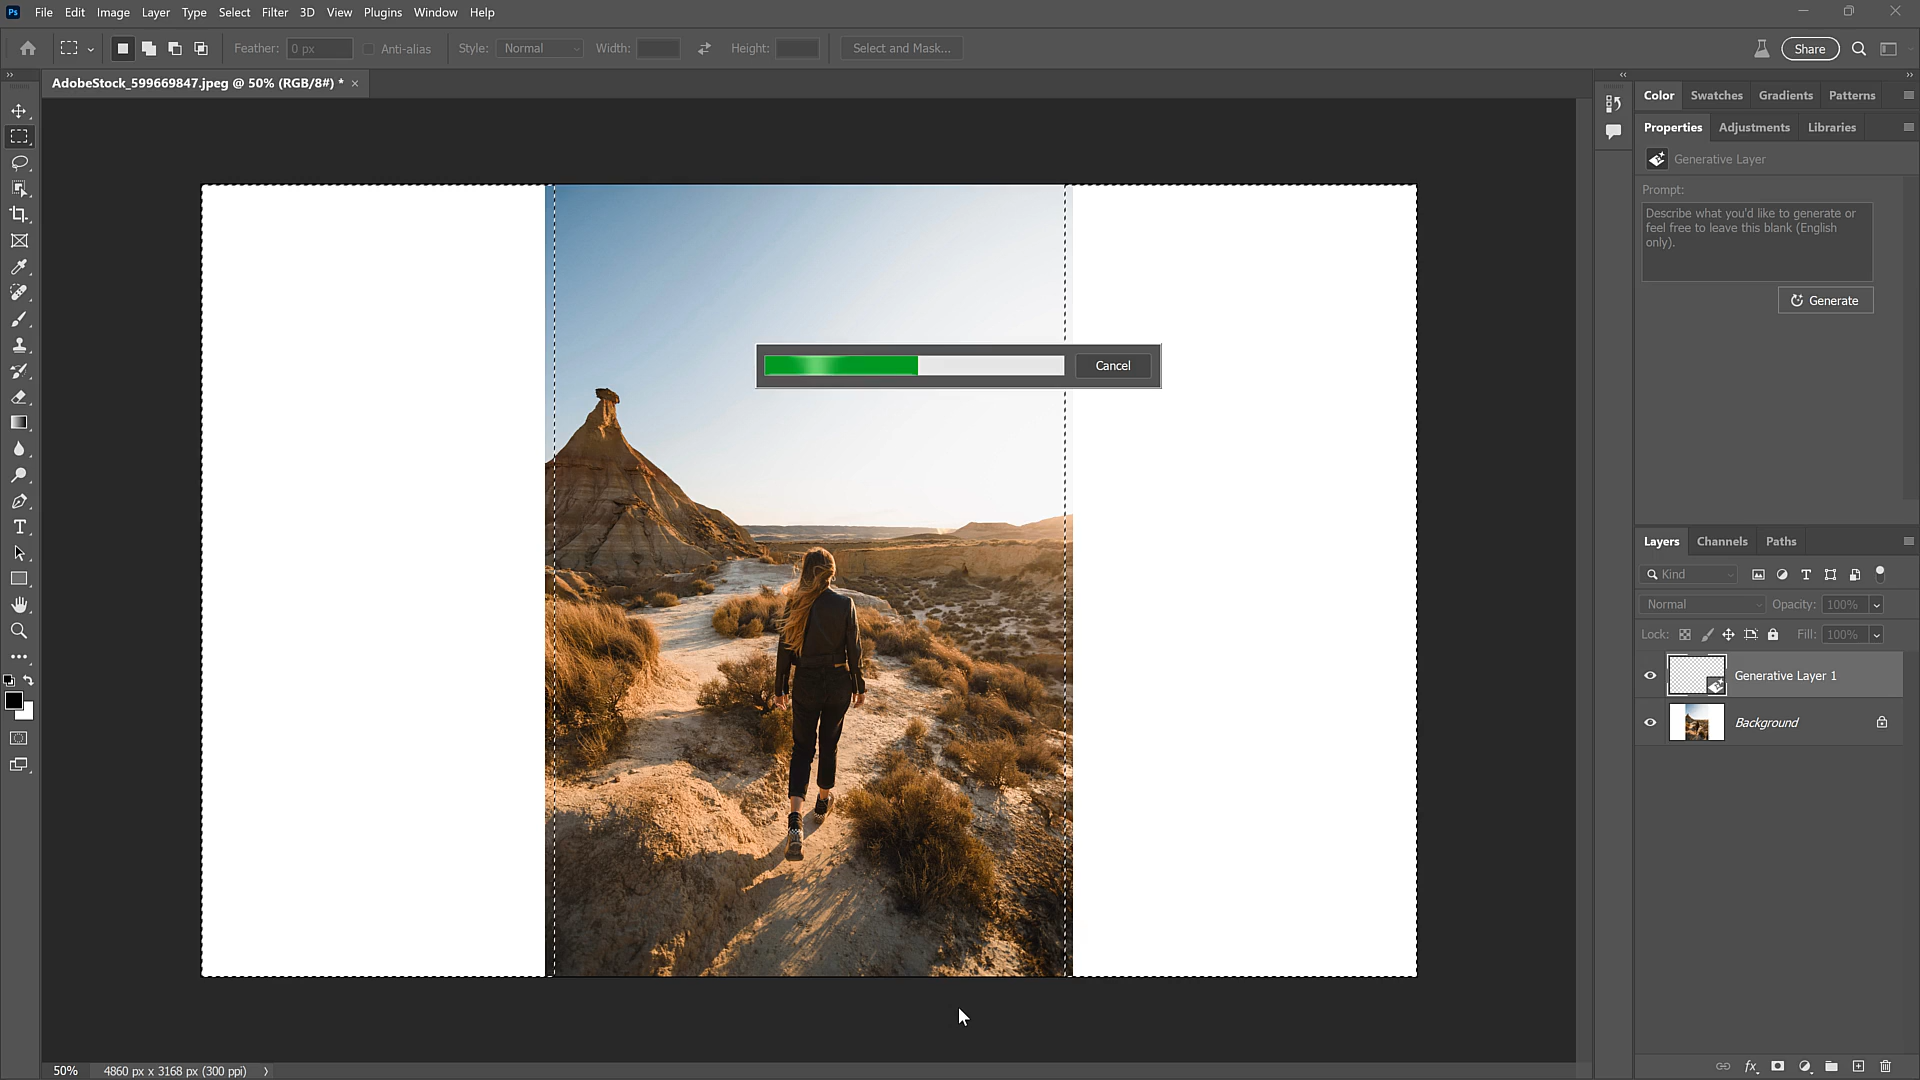 Ps File Edit Image Layer Type Select Filter 3D View Plugins Window Help
Feather: 0 px Anti-alias Style: Normal Width: Height: Select and Mask... Share
AdobeStock_599669847.jpeg @ 50% (RGB/8#) * ×
Color Swatches Gradients Patterns
Properties Adjustments Libraries
Generative Layer
Prompt:
Describe what you'd like to generate or
feel free to leave this blank (English
only).
Generate
Cancel
Layers Channels Paths
Kind
Normal Opacity: 100%
Lock: Fill: 100%
Generative Layer 1
Background
50% 4860 px x 3168 px (300 ppi)